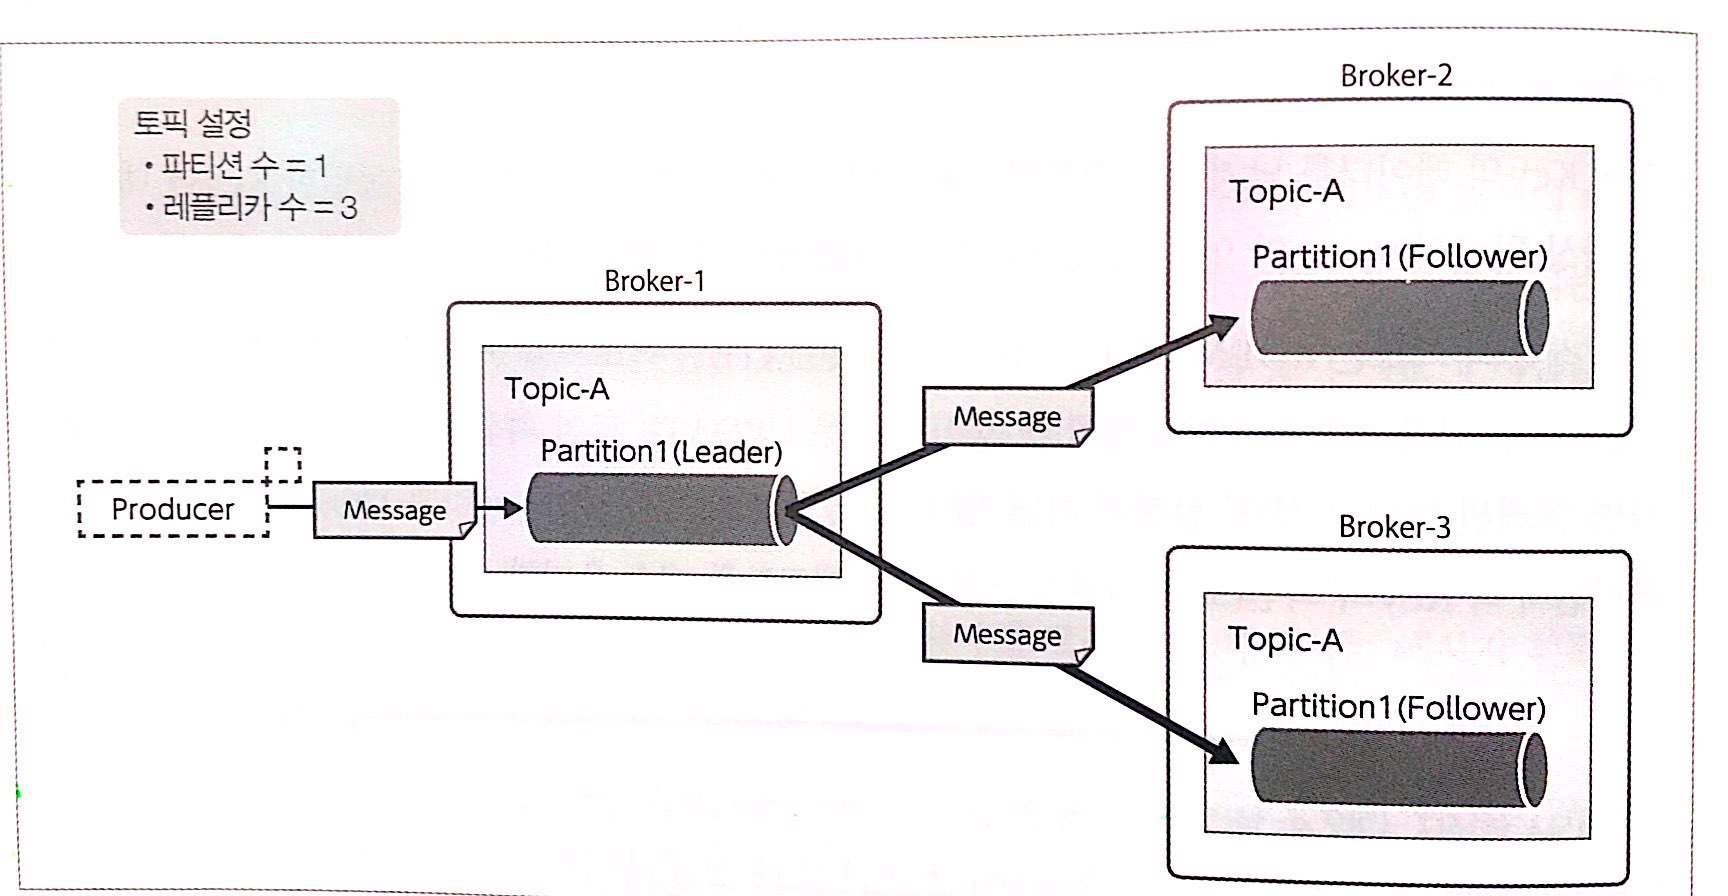 토픽 설정
• 파티션 수 = 1
• 레플리카 수 = 3
Broker-1
Topic-A
Partition1(Leader)
Producer
Message
Message
Message
Broker-2
Topic-A
Partition1(Follower)
Broker-3
Topic-A
Partition1(Follower)